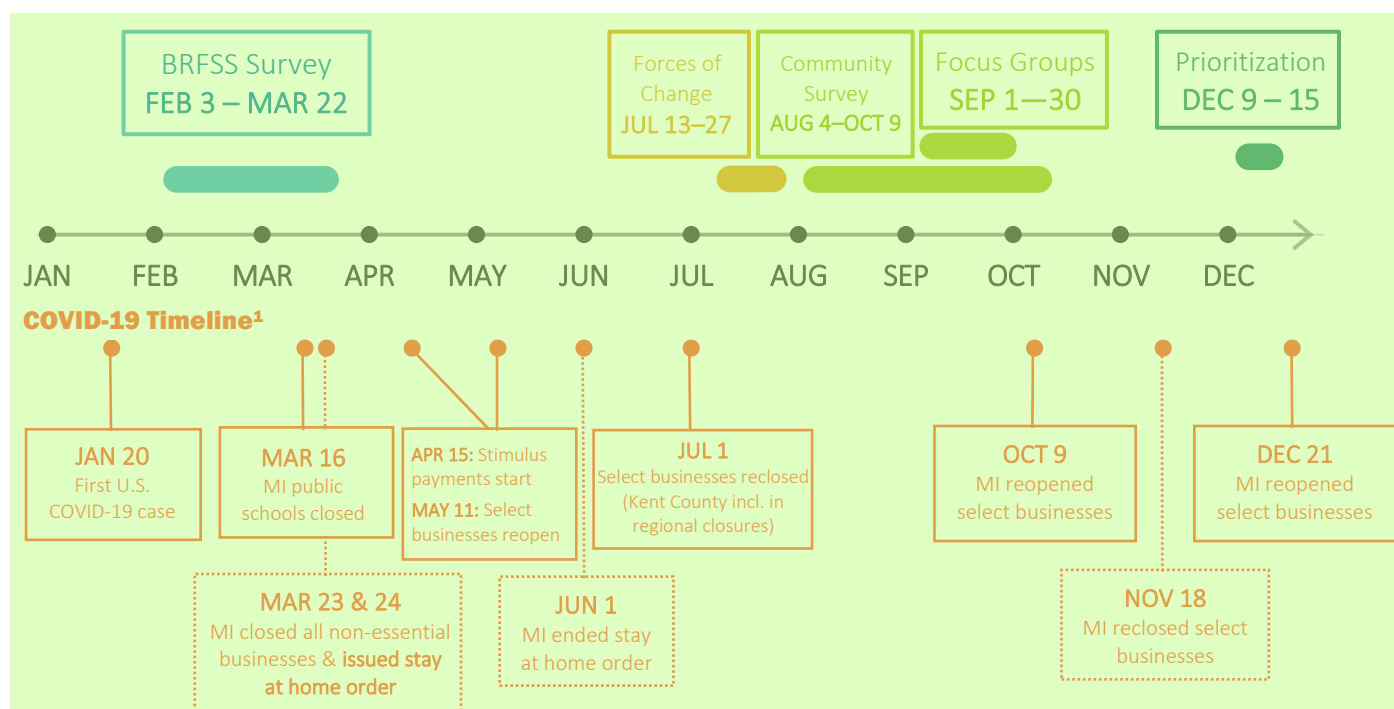 BRFSS Survey
FEB 3 – MAR 22
Forces of
Change
JUL 13–27
Community
Survey
AUG 4–OCT 9
Focus Groups
SEP 1—30
Prioritization
DEC 9 – 15
JAN FEB MAR APR MAY JUN JUL AUG SEP OCT NOV DEC
COVID-19 Timeline¹
JAN 20
First U.S.
COVID-19 case
MAR 16
MI public
schools closed
APR 15: Stimulus
payments start
MAY 11: Select
businesses reopen
JUL 1
Select businesses reclosed
(Kent County incl. in
regional closures)
OCT 9
MI reopened
select businesses
DEC 21
MI reopened
select businesses
MAR 23 & 24
MI closed all non-essential
businesses & issued stay
at home order
JUN 1
MI ended stay
at home order
NOV 18
MI reclosed select
businesses